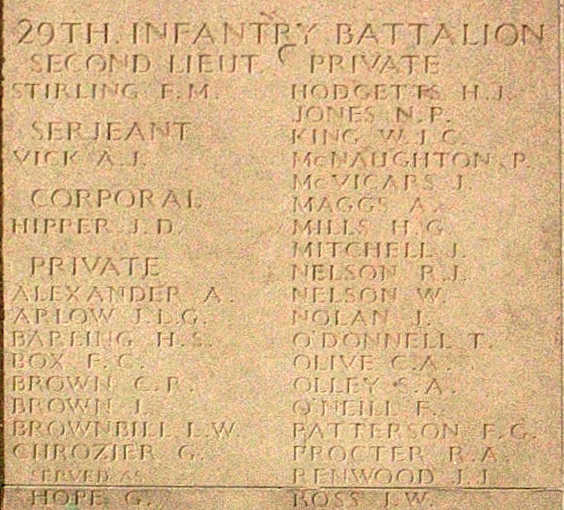 29TH. INFANTRY BATTALION
SECOND LIEUT.
STIRLING F.M.
SERJEANT
VICK A.J.
CORPORAL
HIPPER J.D.
PRIVATE
ALEXANDER A.
ARLOW J.L.G.
BARLING H.S.
BOX F.C.
BROWN C.R.
BROWN J.
BROWNBILL L.W.
CHROZIER G.
SERVED AS
HOPE G.
PRIVATE
HODGETTS H.J.
JONES N.P.
KING W.J.C.
McNAUGHTON P.
McVICARS J.
MAGGS A.
MILLS H.G.
MITCHELL J.
NELSON R.J.
NELSON W.
NOLAN J.
O'DONNELL T.
OLIVE C.A.
OLLEY S.A.
O'NEILL F.
PATTERSON F.G.
PROCTER R.A.
RENWOOD J.J.
ROSS J.W.